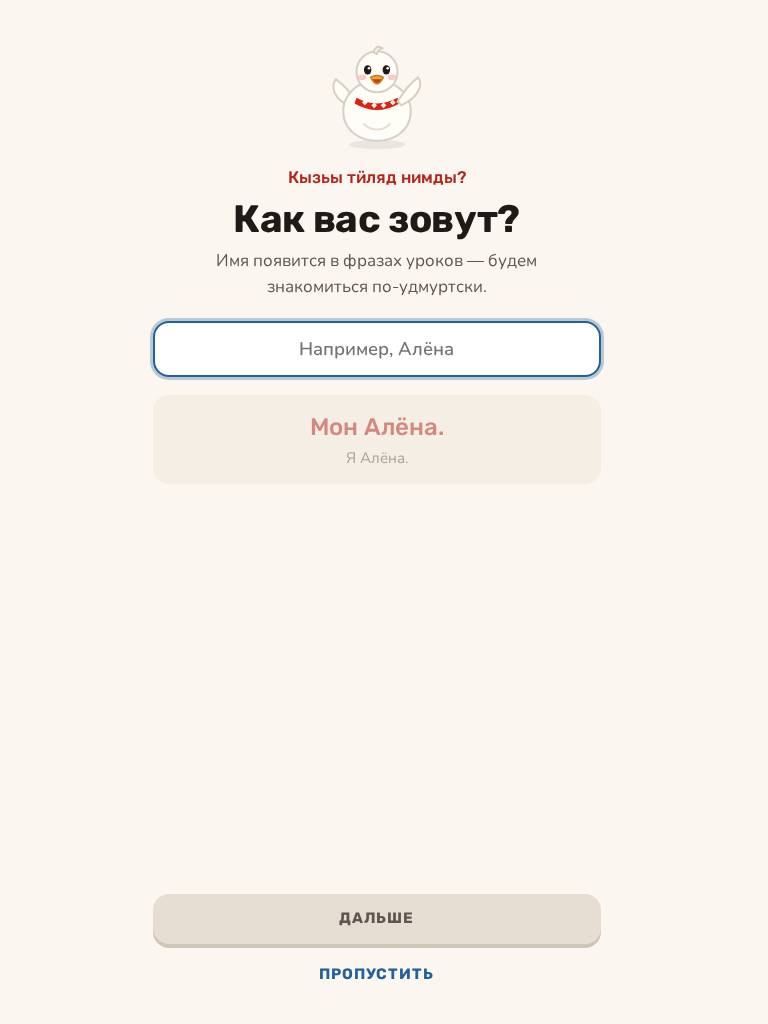 Кызьы тӥляд нимды?
Как вас зовут?
Имя появится в фразах уроков — будем
знакомиться по-удмуртски.
Например, Алёна
Мон Алёна.
Я Алёна.
ДАЛЬШЕ
ПРОПУСТИТЬ